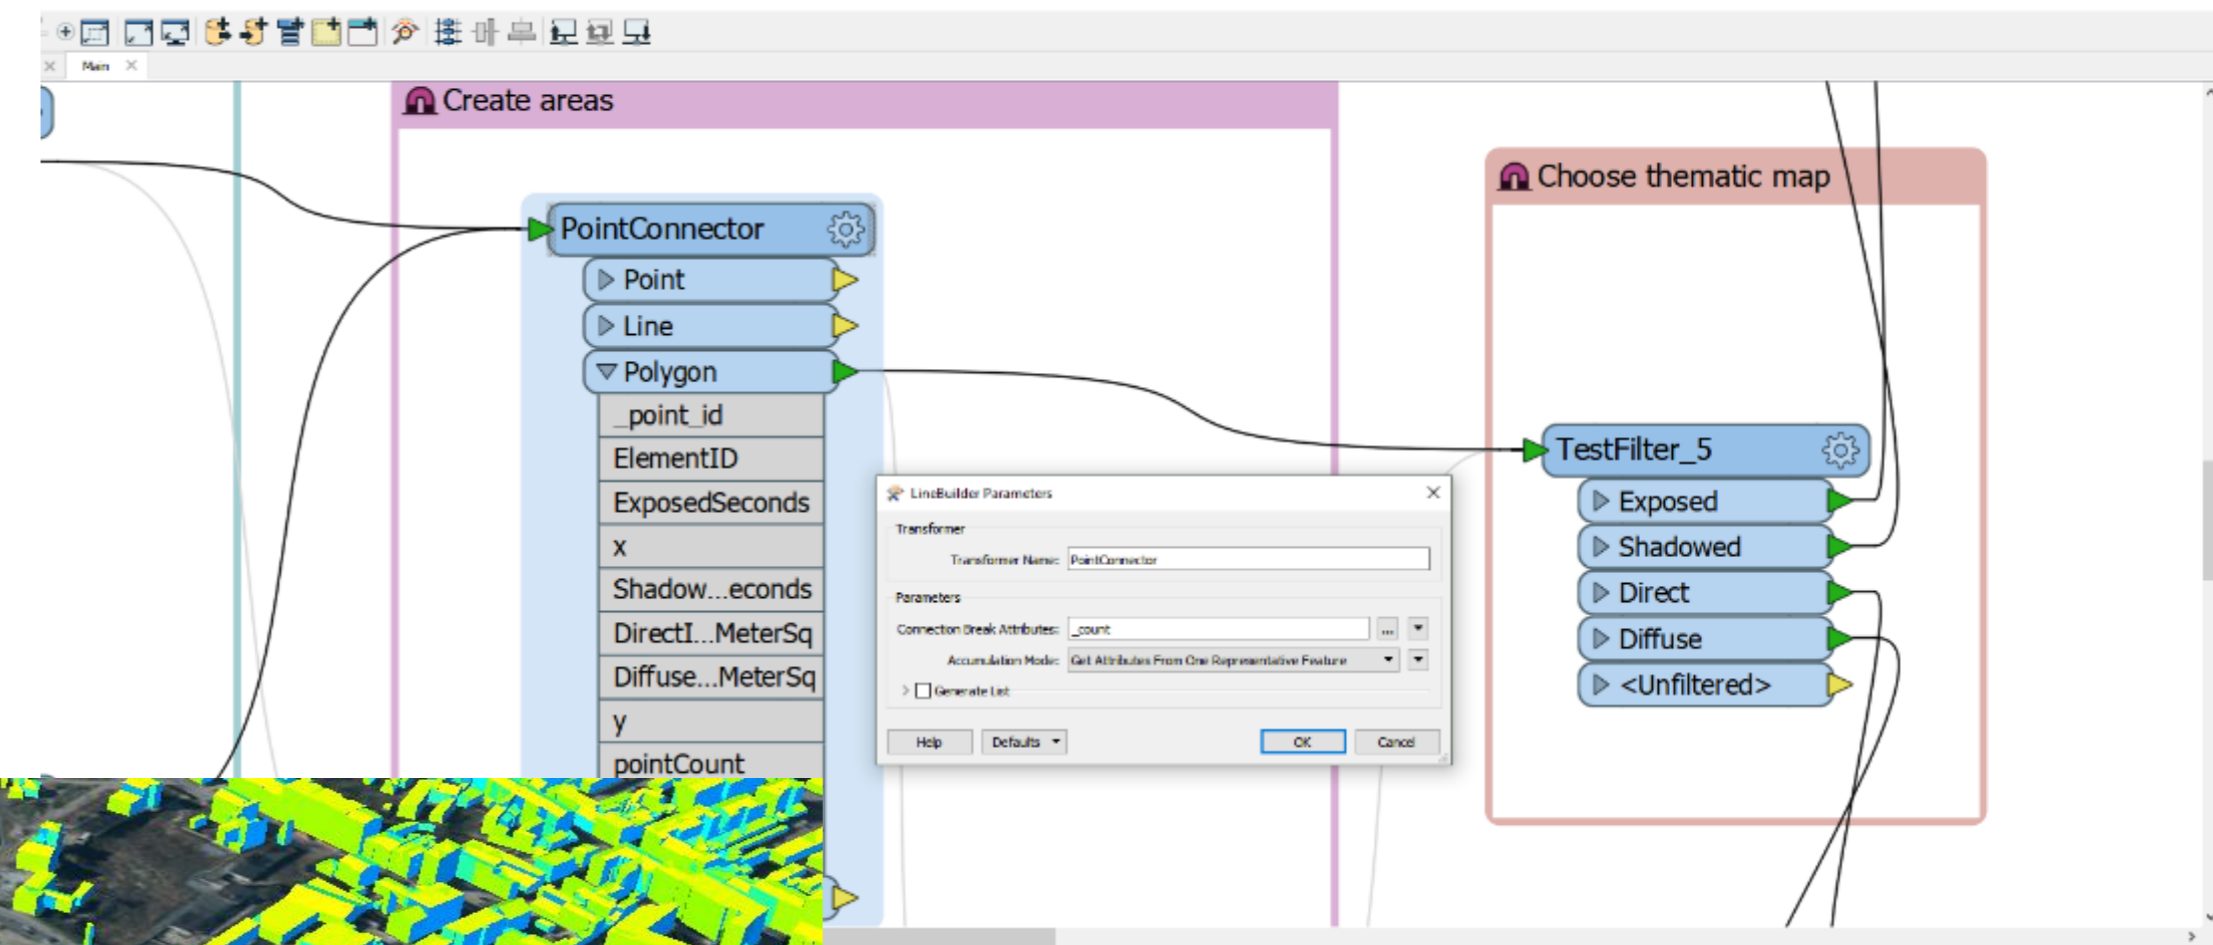 Main
Create areas
Choose thematic map
PointConnector
Point
Line
Polygon
_point_id
ElementID
ExposedSeconds
x
Shadow...econds
DirectI...MeterSq
Diffuse...MeterSq
y
pointCount
LineBuilder Parameters
Transformer
Transformer Name: PointConnector
Parameters
Connection Break Attributes: _count
...
Accumulation Mode: Get Attributes From One Representative Feature
Generate List
Help
Defaults
OK
Cancel
TestFilter_5
Exposed
Shadowed
Direct
Diffuse
<Unfiltered>